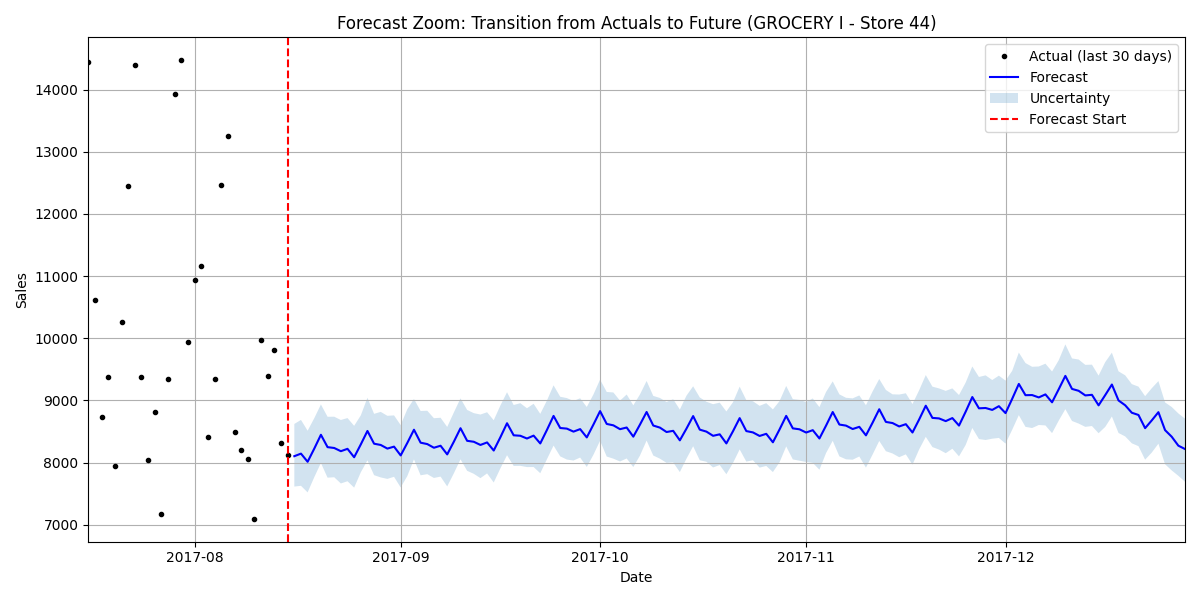 Forecast Zoom: Transition from Actuals to Future (GROCERY I - Store 44)
Actual (last 30 days)
Forecast
Uncertainty
Forecast Start
Sales
14000
13000
12000
11000
10000
9000
8000
7000
2017-08
2017-09
2017-10
2017-11
2017-12
Date